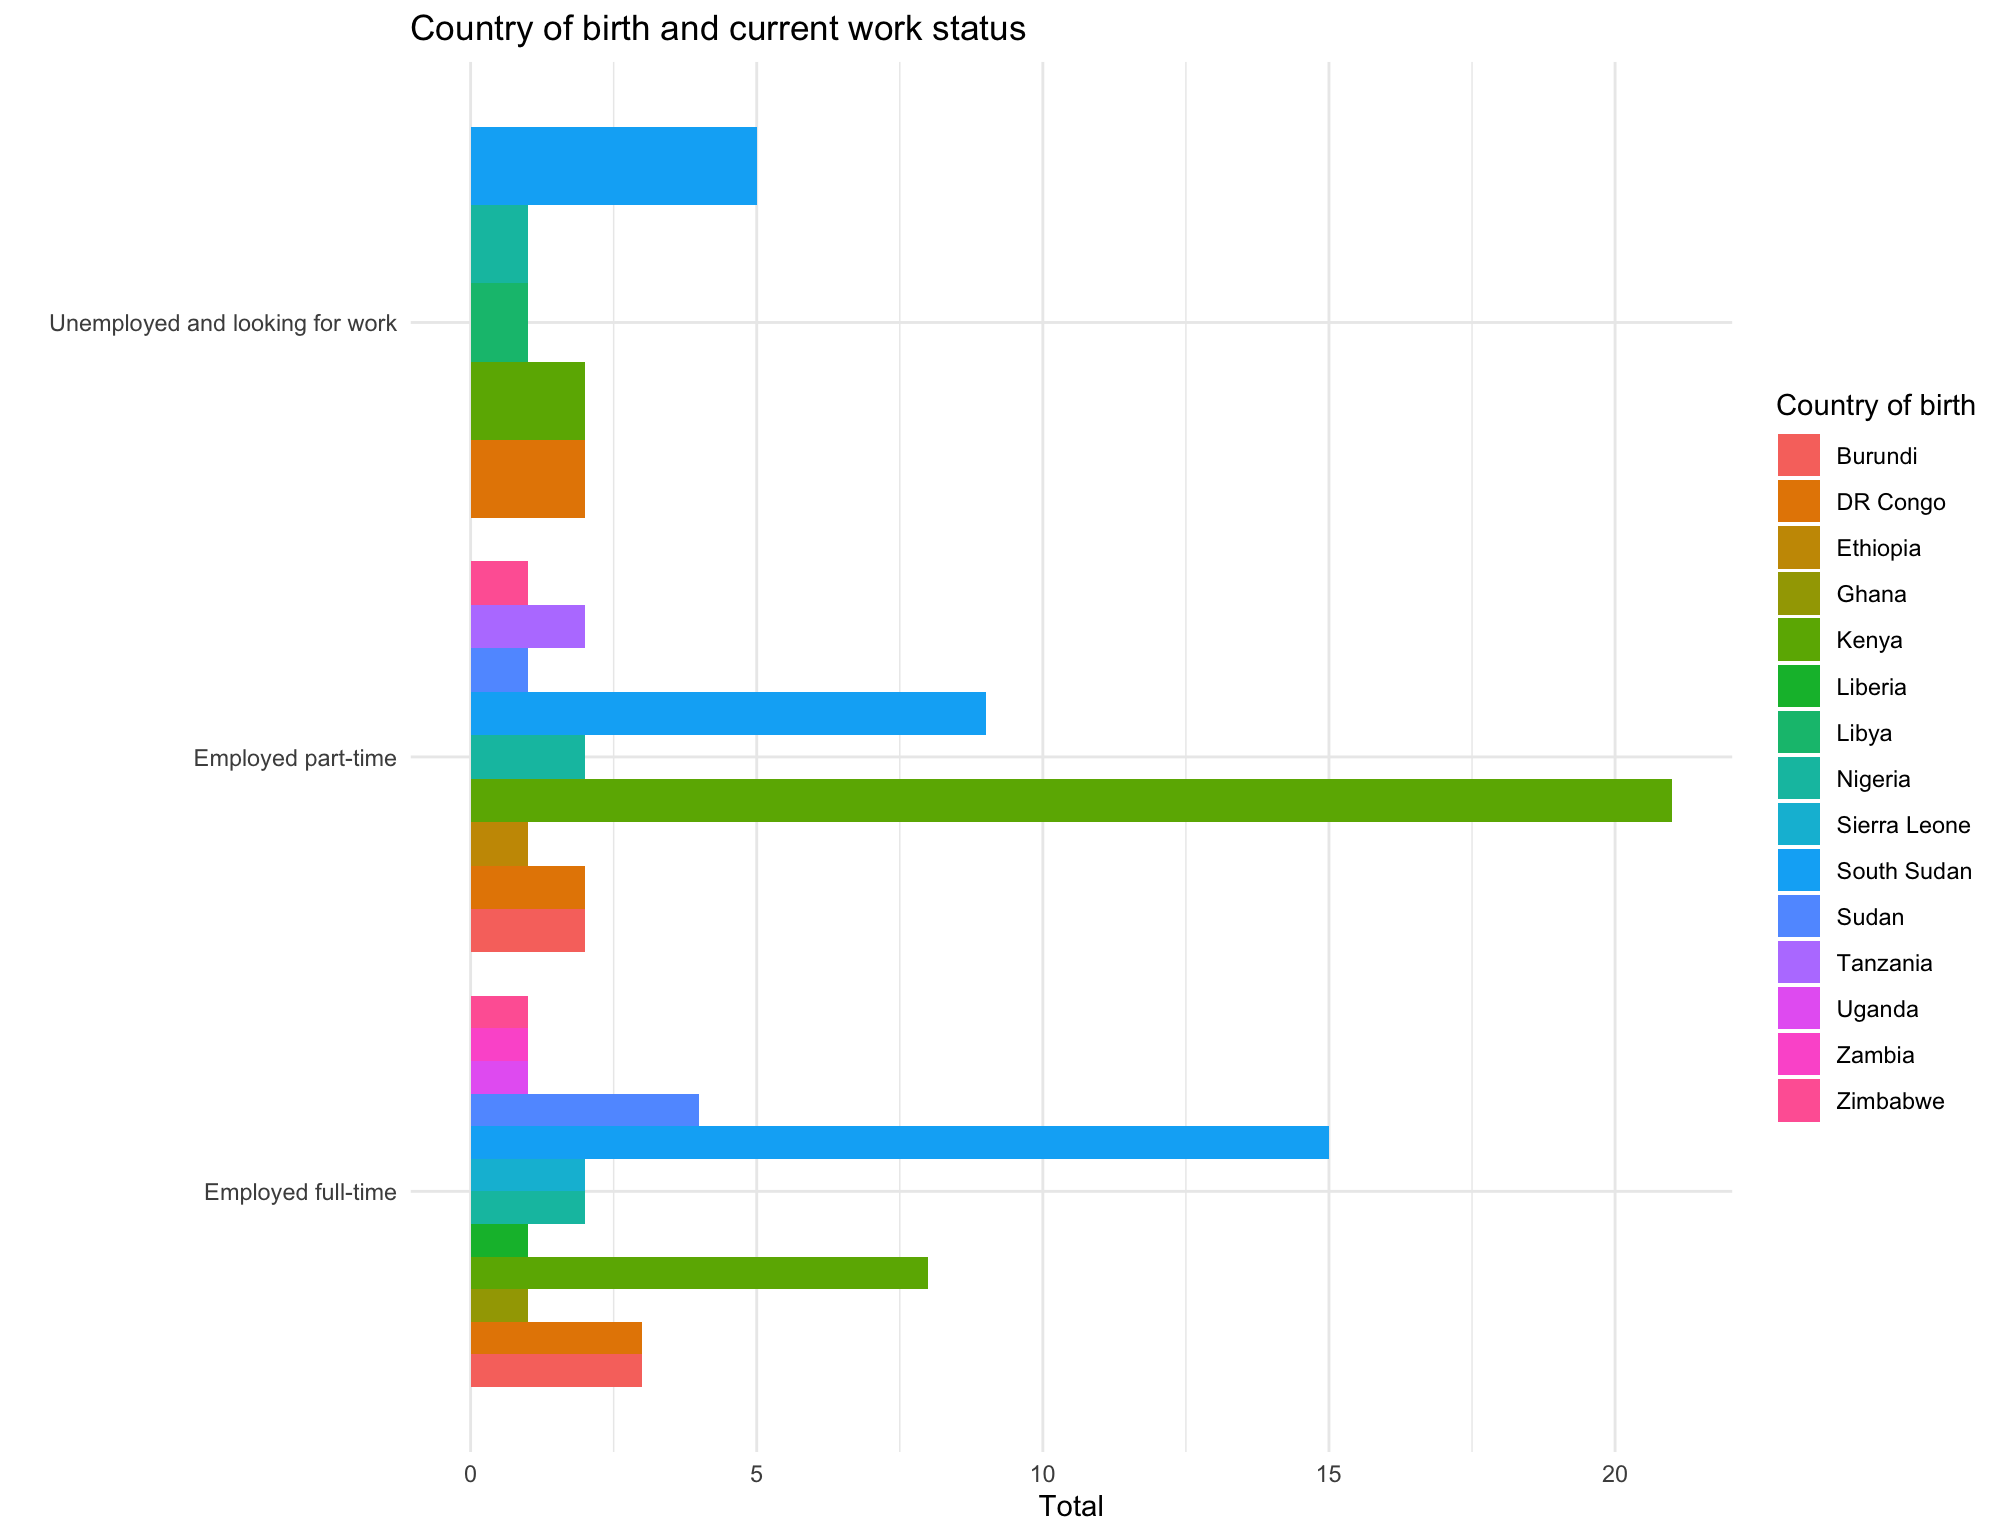 Country of birth and current work status
Unemployed and looking for work
Employed part-time
Employed full-time
0 5 10 15 20
Total
Country of birth
Burundi
DR Congo
Ethiopia
Ghana
Kenya
Liberia
Libya
Nigeria
Sierra Leone
South Sudan
Sudan
Tanzania
Uganda
Zambia
Zimbabwe